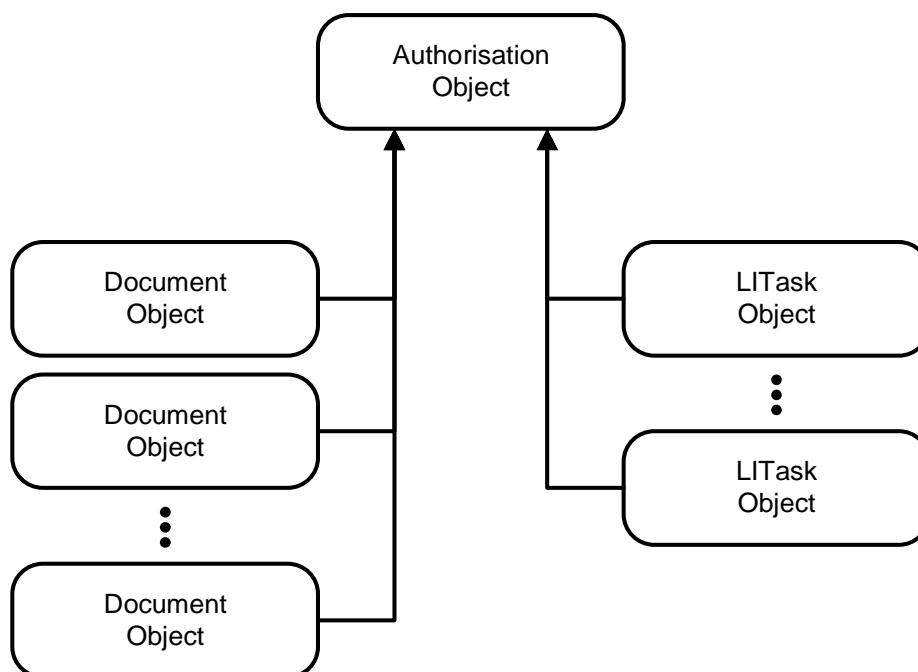 Authorisation
Object
Document
Object
LITask
Object
Document
Object
LITask
Object
Document
Object